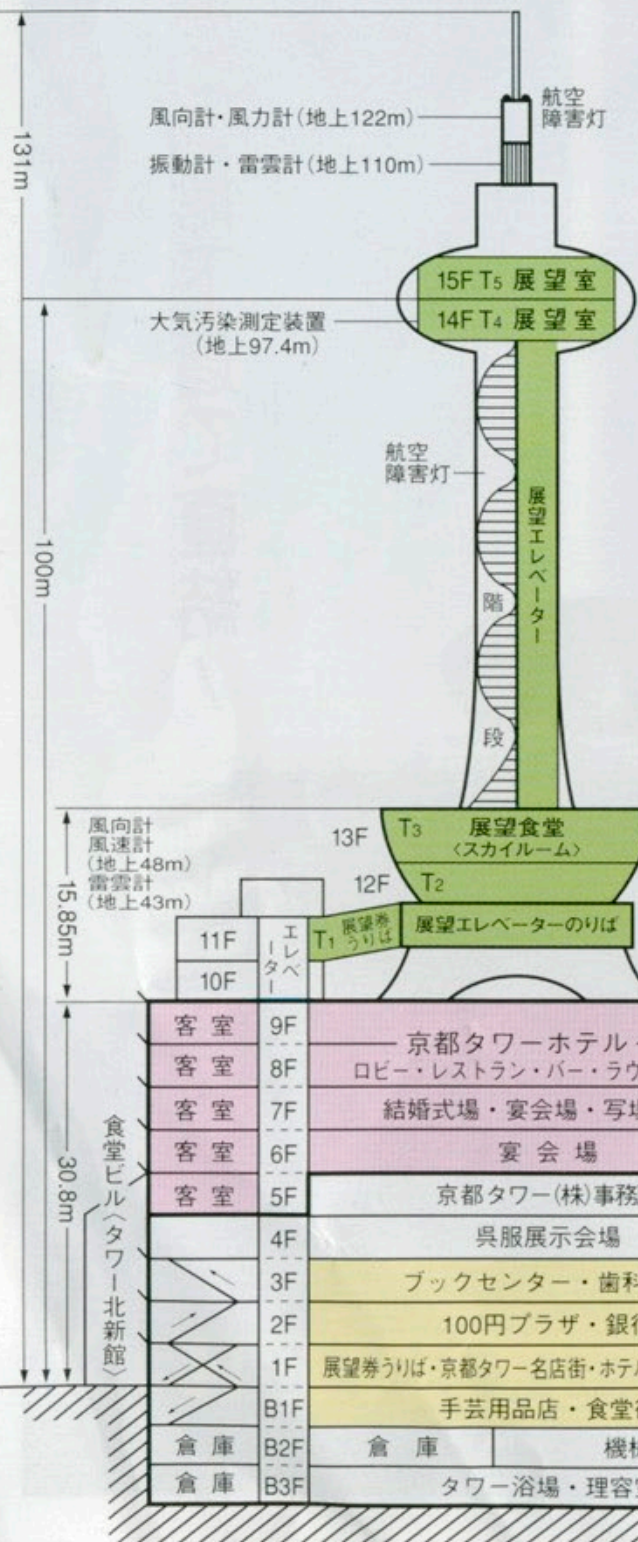 131m
100m
15.85m
30.8m
航空
障害灯
風向計・風力計(地上122m)
振動計・雷雲計(地上110m)
15F T5 展望室
14F T4 展望室
大気汚染測定装置
(地上97.4m)
航空
障害灯
展望エレベーター
階段
風向計
風速計
(地上48m)
雷雲計
(地上43m)
13F T3 展望食堂
〈スカイルーム〉
12F T2
T1 展望券
うりば
展望エレベーターのりば
エレベーター
11F
10F
客室 9F
京都タワーホテル
客室 8F
ロビー・レストラン・バー・ラウ
客室 7F 結婚式場・宴会場・写場
客室 6F 宴会場
客室 5F 京都タワー(株)事務
4F 呉服展示会場
3F ブックセンター・歯科
2F 100円プラザ・銀行
1F 展望券うりば・京都タワー名店街・ホテル
B1F 手芸用品店・食堂街
倉庫 B2F 倉庫 機械
倉庫 B3F タワー浴場・理容室
食堂ビル〈タワー北新館〉